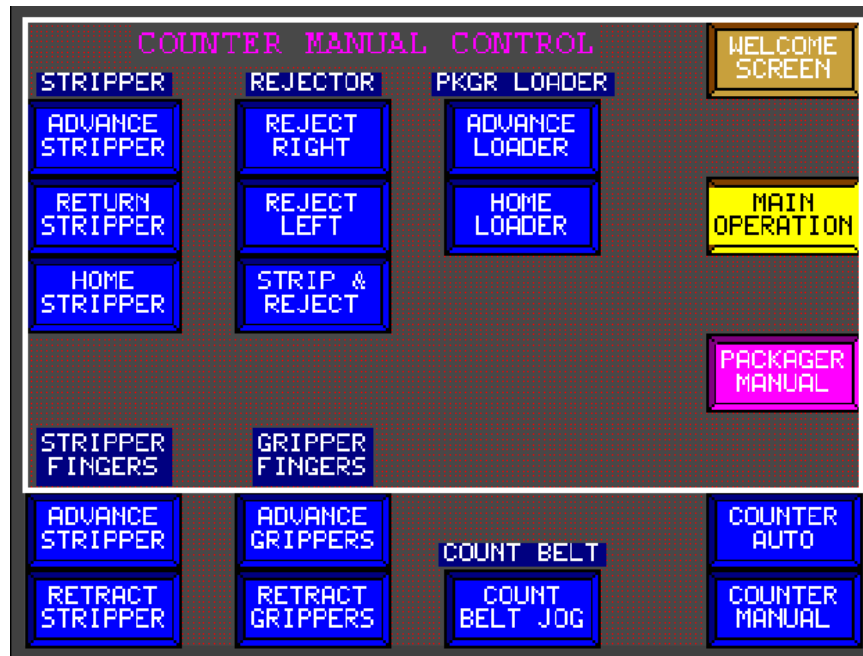 COUNTER MANUAL CONTROL
WELCOME
SCREEN
STRIPPER
REJECTOR
PKGR LOADER
ADVANCE
STRIPPER
REJECT
RIGHT
ADVANCE
LOADER
RETURN
STRIPPER
REJECT
LEFT
HOME
LOADER
MAIN
OPERATION
HOME
STRIPPER
STRIP &
REJECT
PACKAGER
MANUAL
STRIPPER
FINGERS
GRIPPER
FINGERS
ADVANCE
STRIPPER
ADVANCE
GRIPPERS
COUNT BELT
COUNTER
AUTO
RETRACT
STRIPPER
RETRACT
GRIPPERS
COUNT
BELT JOG
COUNTER
MANUAL